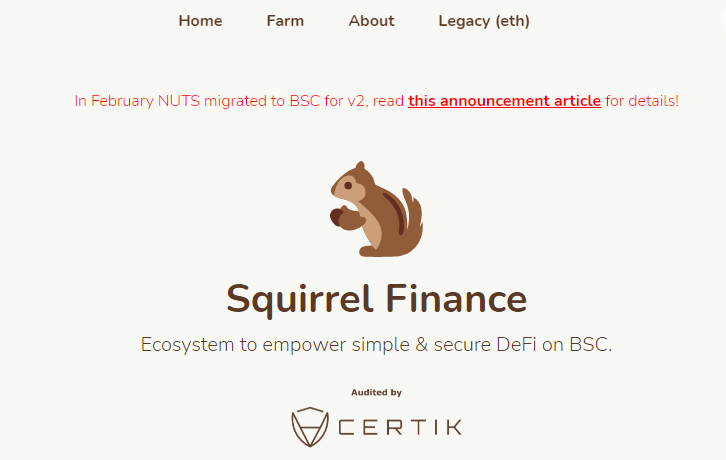 Home Farm About Legacy (eth)
In February NUTS migrated to BSC for v2, read this announcement article for details!
Squirrel Finance
Ecosystem to empower simple & secure DeFi on BSC.
Audited by
CERTIK